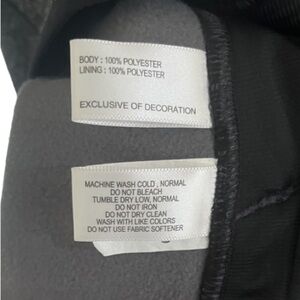 BODY : 100% POLYESTER
LINING : 100% POLYESTER
EXCLUSIVE OF DECORATION
MACHINE WASH COLD , NORMAL
DO NOT BLEACH
TUMBLE DRY LOW, NORMAL
DO NOT IRON
DO NOT DRY CLEAN
WASH WITH LIKE COLORS
DO NOT USE FABRIC SOFTENER